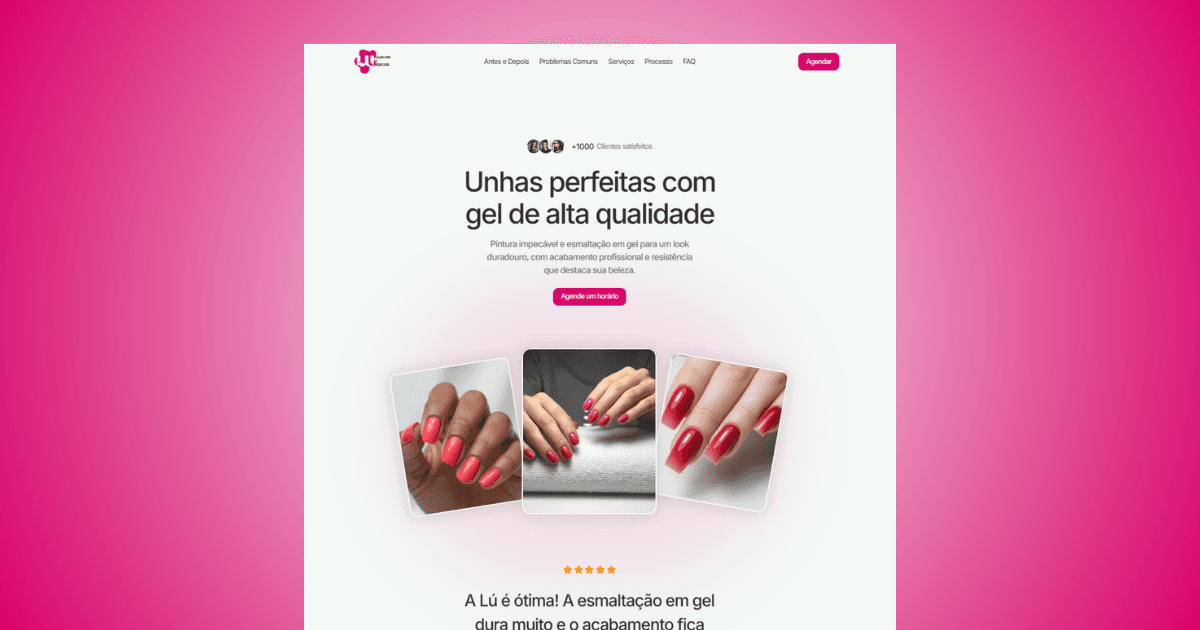 LU
Antes e Depois Problemas Comuns Serviços Processo FAQ
Agendar
+1000 Clientes satisfeitos
Unhas perfeitas com
gel de alta qualidade
Pintura impecável e esmaltação em gel para um look
duradouro, com acabamento profissional e resistência
que destaca sua beleza.
Agende um horário
A Lú é ótima! A esmaltação em gel
dura muito e o acabamento fica